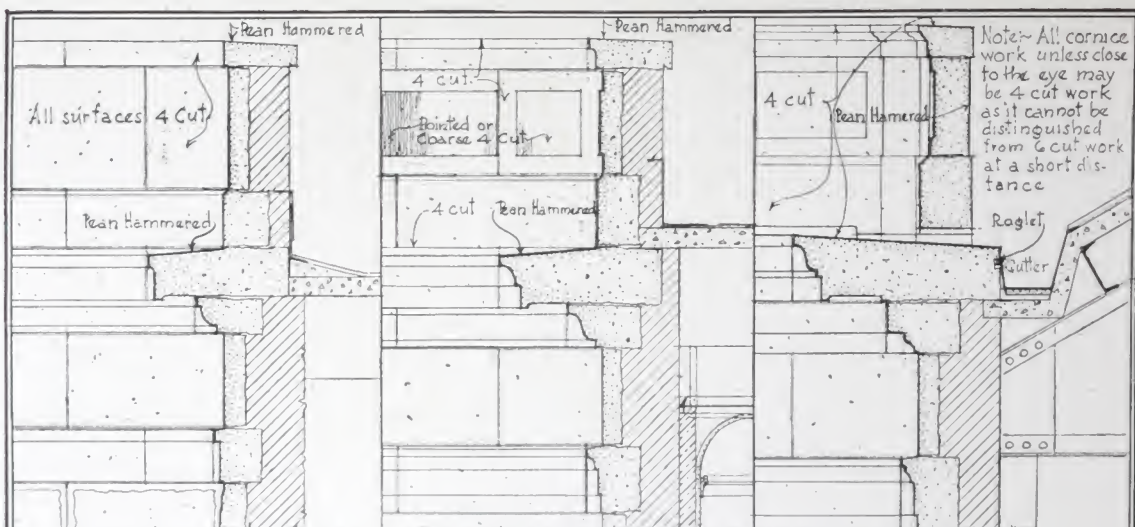 Pean Hammered
All surfaces 4 Cut
Pean Hammered
Pean Hammered
4 cut
Pointed or
Coarse 4 Cut
4 cut
Pean Hammered
4 cut
Pean Hamered
Note:~ All cornice
work unless close
to the eye may
be 4 cut work
as it cannot be
distinguished
from 6 cut work
at a short dis-
tance
Roglet
Gutter